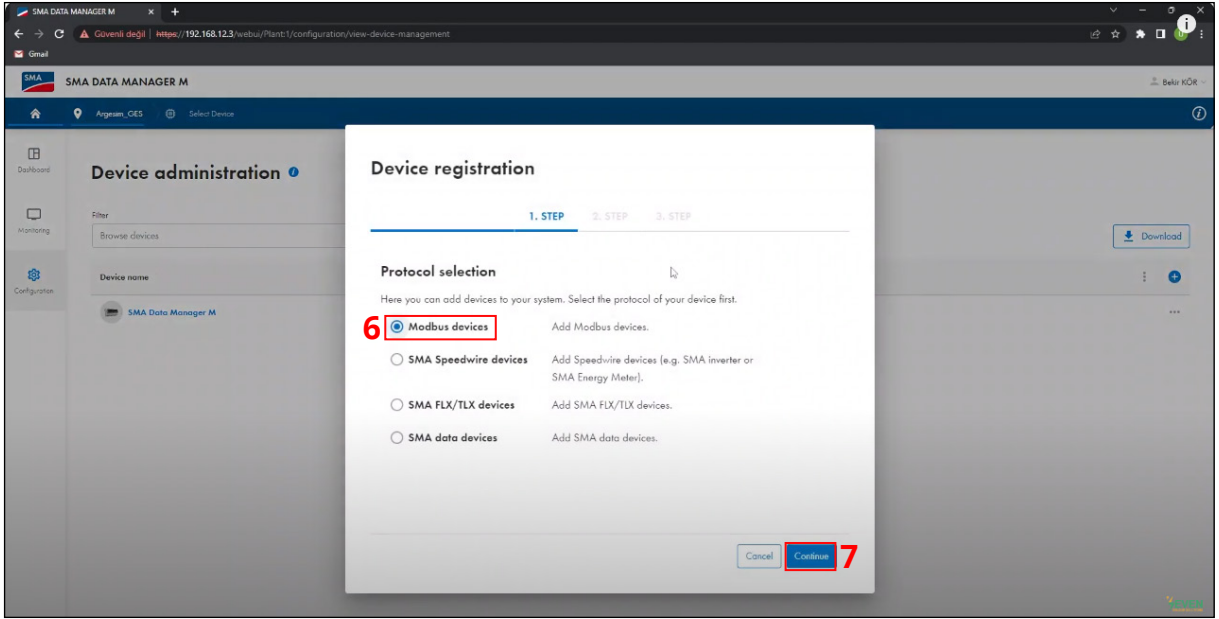 SMA DATA MANAGER M
Güvenli değil | https://192.168.12.3/webui/Plant:1/configuration/view-device-management
Gmail
SMA
SMA DATA MANAGER M
Bekir KÖR
Argesim_GES
Select Device
Dashboard
Device administration
Device registration
Filter
1. STEP 2. STEP 3. STEP
Monitoring
Browse devices
Download
Protocol selection
Device name
Configuration
Here you can add devices to your system. Select the protocol of your device first.
SMA Data Manager M
6 Modbus devices Add Modbus devices.
SMA Speedwire devices Add Speedwire devices (e.g. SMA inverter or
SMA Energy Meter).
SMA FLX/TLX devices Add SMA FLX/TLX devices.
SMA data devices Add SMA data devices.
Cancel Continue 7